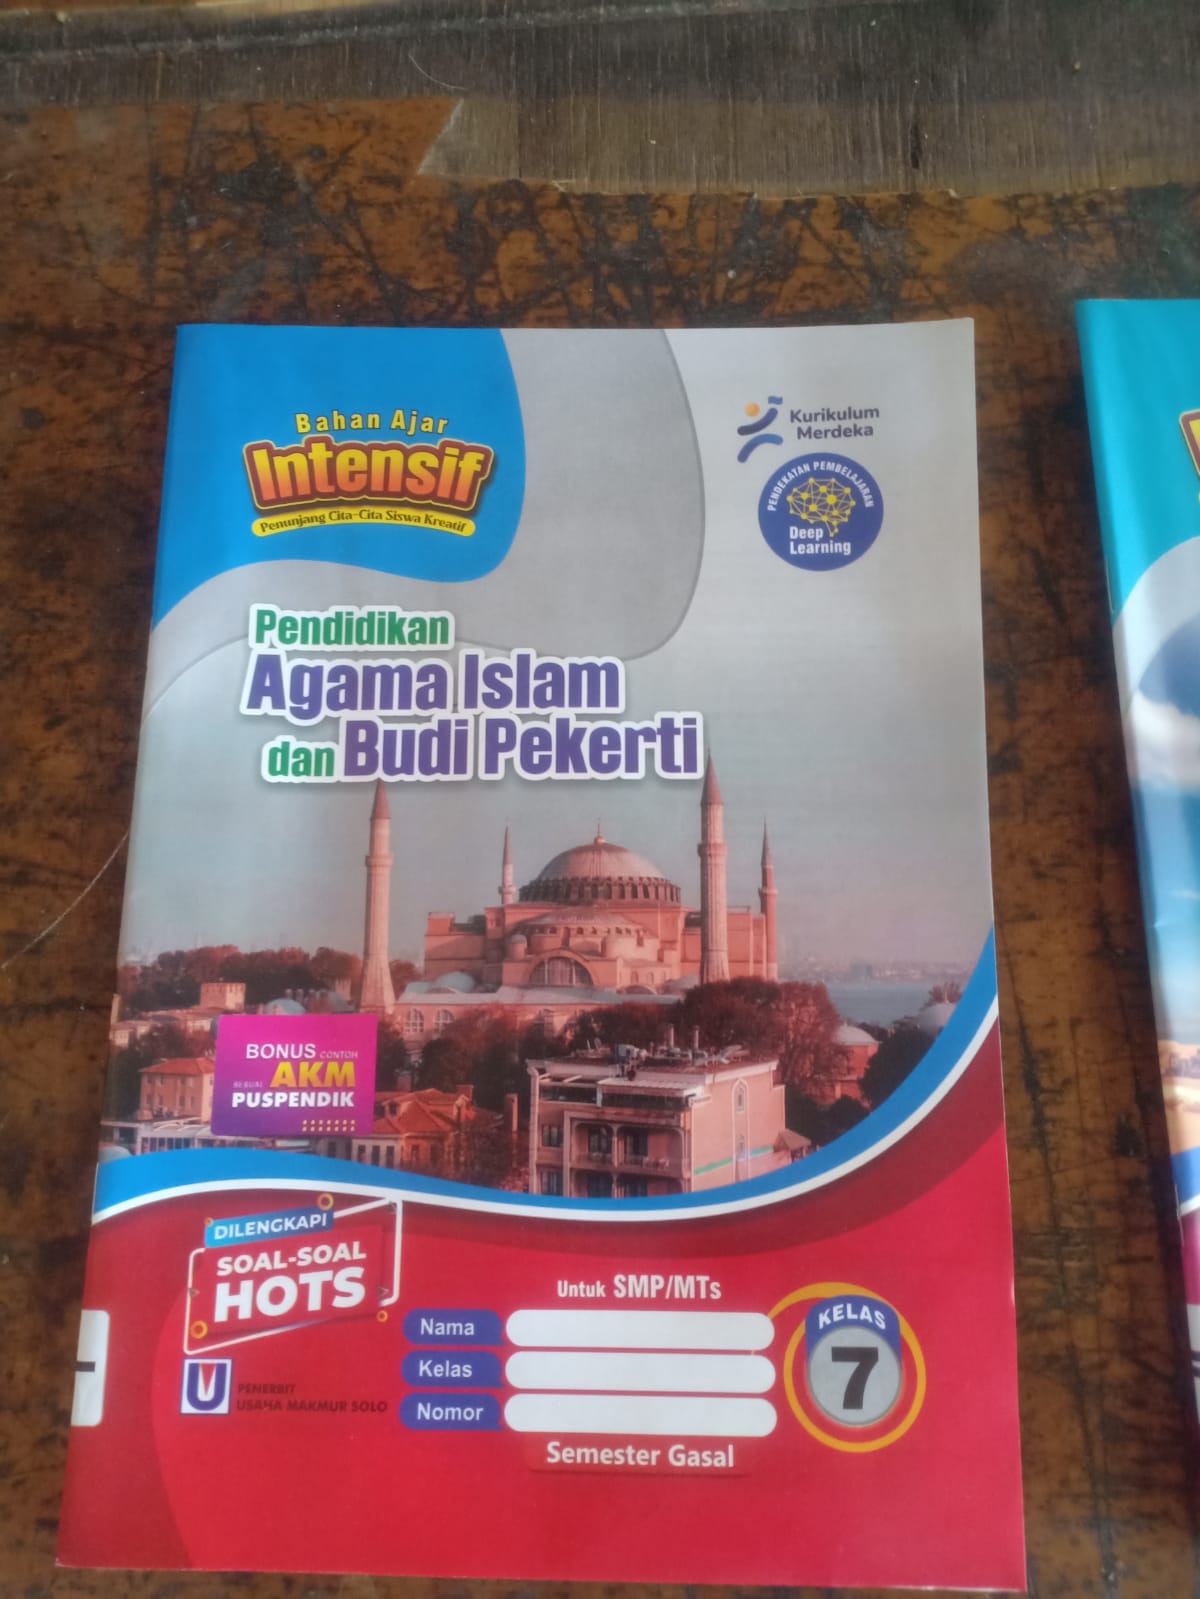 Bahan Ajar
Intensif
Penunjang Cita-Cita Siswa Kreatif
Kurikulum
Merdeka
PENDEKATAN PEMBELAJARAN
Deep
Learning
Pendidikan
Agama Islam
dan Budi Pekerti
BONUS CONTOH
SEBUAH AKM
PUSPENDIK
DILENGKAPI
SOAL-SOAL
HOTS
Untuk SMP/MTs
Nama
Kelas
Nomor
KELAS
7
PENERBIT
USAHA MAKMUR SOLO
Semester Gasal